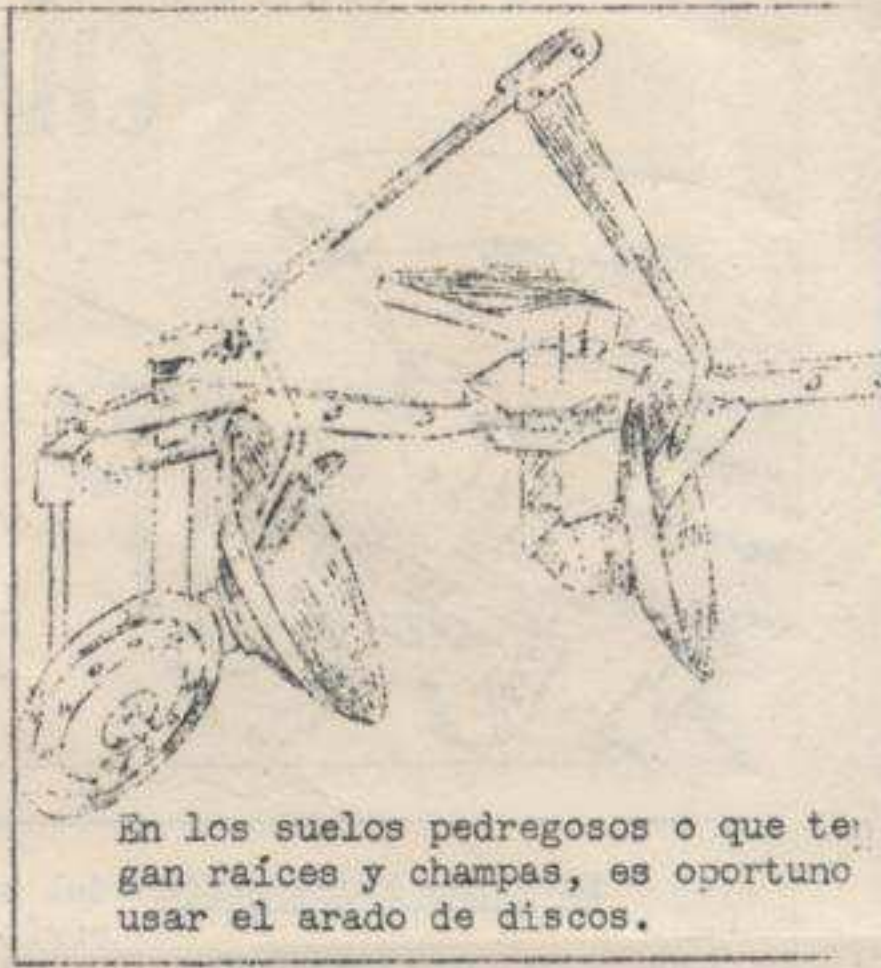 En los suelos pedregosos o que te
gan raíces y champas, es oportuno
usar el arado de discos.